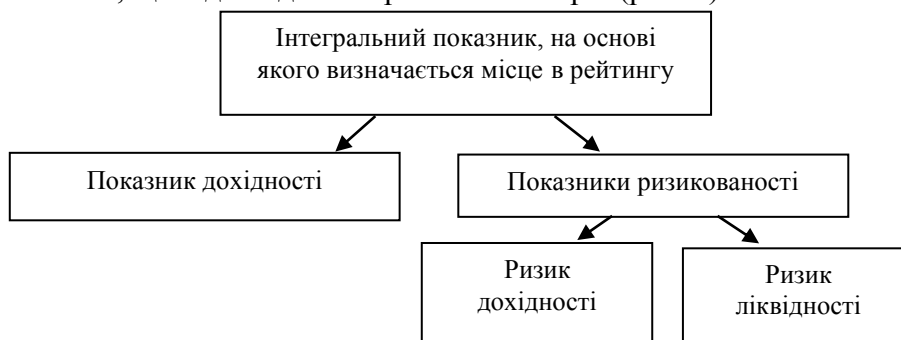 Інтегральний показник, на основі
якого визначається місце в рейтингу
Показник дохідності
Показники ризикованості
Ризик
дохідності
Ризик
ліквідності